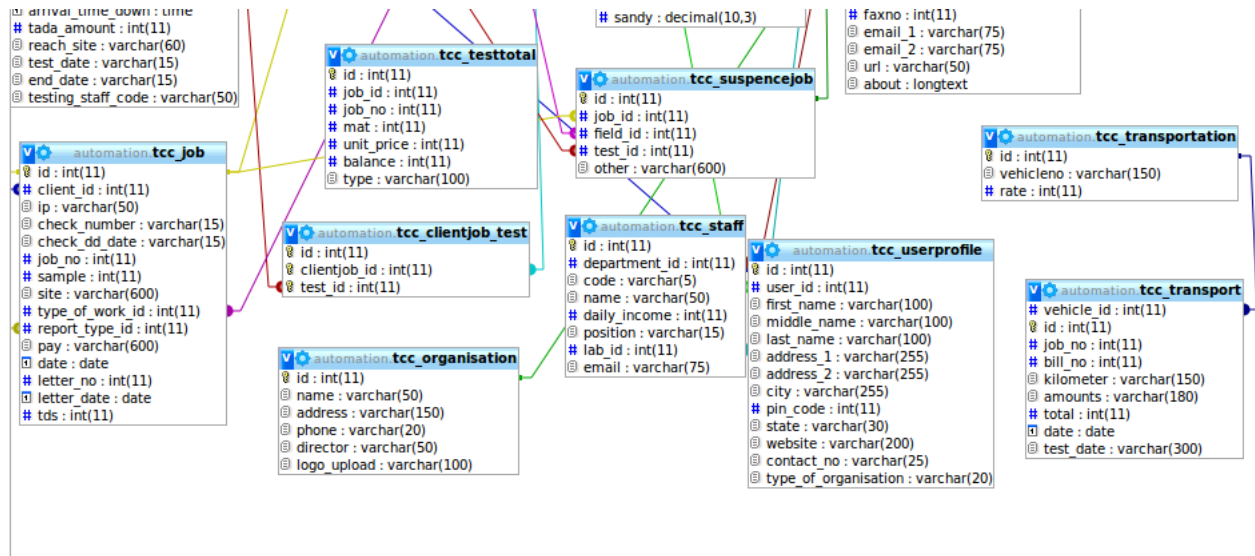 arrival_time_down : time
tada_amount : int(11)
reach_site : varchar(60)
test_date : varchar(15)
end_date : varchar(15)
testing_staff_code : varchar(50)
sandy : decimal(10,3)
faxno : int(11)
email_1 : varchar(75)
email_2 : varchar(75)
url : varchar(50)
about : longtext
automation.tcc_testtotal
id : int(11)
job_id : int(11)
job_no : int(11)
mat : int(11)
unit_price : int(11)
balance : int(11)
type : varchar(100)
automation.tcc_suspencejob
id : int(11)
job_id : int(11)
field_id : int(11)
test_id : int(11)
other : varchar(600)
automation.tcc_transportation
id : int(11)
vehicleno : varchar(150)
rate : int(11)
automation.tcc_job
id : int(11)
client_id : int(11)
ip : varchar(50)
check_number : varchar(15)
check_dd_date : varchar(15)
job_no : int(11)
sample : int(11)
site : varchar(600)
type_of_work_id : int(11)
report_type_id : int(11)
pay : varchar(600)
date : date
letter_no : int(11)
letter_date : date
tds : int(11)
automation.tcc_clientjob_test
id : int(11)
clientjob_id : int(11)
test_id : int(11)
automation.tcc_staff
id : int(11)
department_id : int(11)
code : varchar(5)
name : varchar(50)
daily_income : int(11)
position : varchar(15)
lab_id : int(11)
email : varchar(75)
automation.tcc_userprofile
id : int(11)
user_id : int(11)
first_name : varchar(100)
middle_name : varchar(100)
last_name : varchar(100)
address_1 : varchar(255)
address_2 : varchar(255)
city : varchar(255)
pin_code : int(11)
state : varchar(30)
website : varchar(200)
contact_no : varchar(25)
type_of_organisation : varchar(20)
automation.tcc_transport
vehicle_id : int(11)
id : int(11)
job_no : int(11)
bill_no : int(11)
kilometer : varchar(150)
amounts : varchar(180)
total : int(11)
date : date
test_date : varchar(300)
automation.tcc_organisation
id : int(11)
name : varchar(50)
address : varchar(150)
phone : varchar(20)
director : varchar(50)
logo_upload : varchar(100)